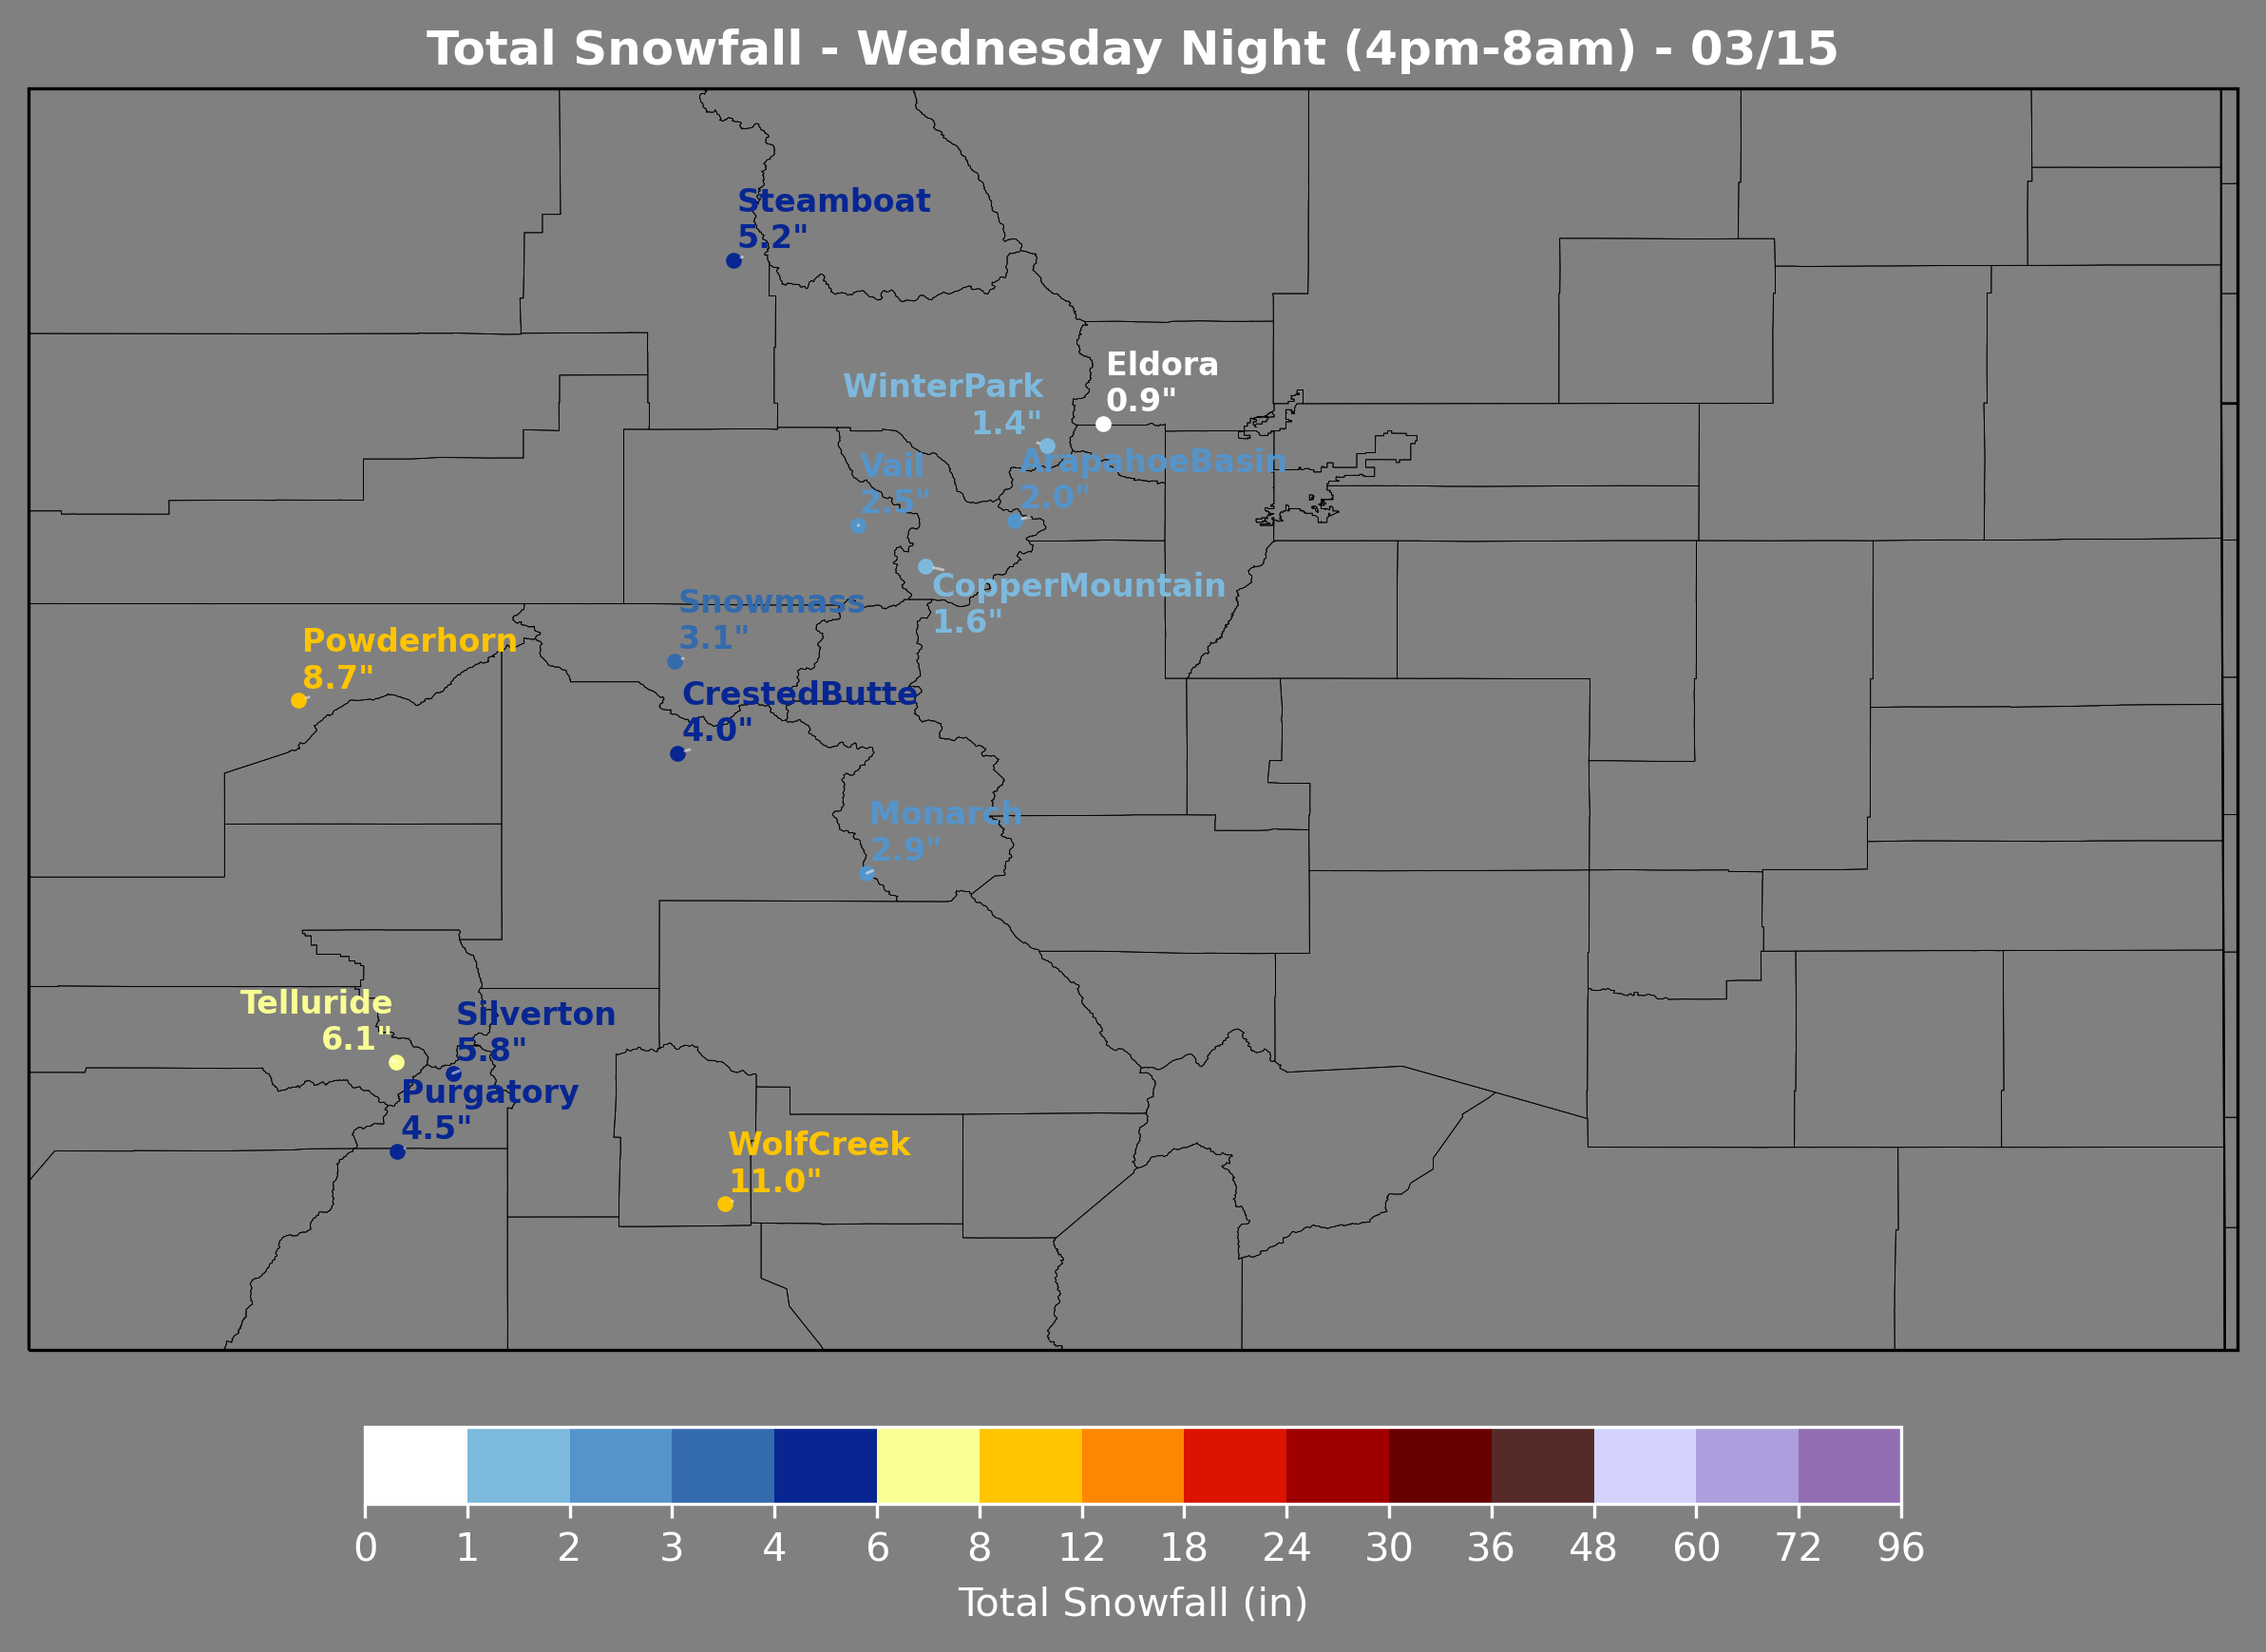 Total Snowfall - Wednesday Night (4pm-8am) - 03/15
Steamboat
5.2"
Eldora
0.9"
WinterPark
1.4"
Vail
2.5"
ArapahoeBasin
2.0"
CopperMountain
1.6"
Snowmass
3.1"
Powderhorn
8.7"
CrestedButte
4.0"
Monarch
2.9"
Telluride
6.1"
Silverton
5.8"
Purgatory
4.5"
WolfCreek
11.0"
0 1 2 3 4 6 8 12 18 24 30 36 48 60 72 96
Total Snowfall (in)